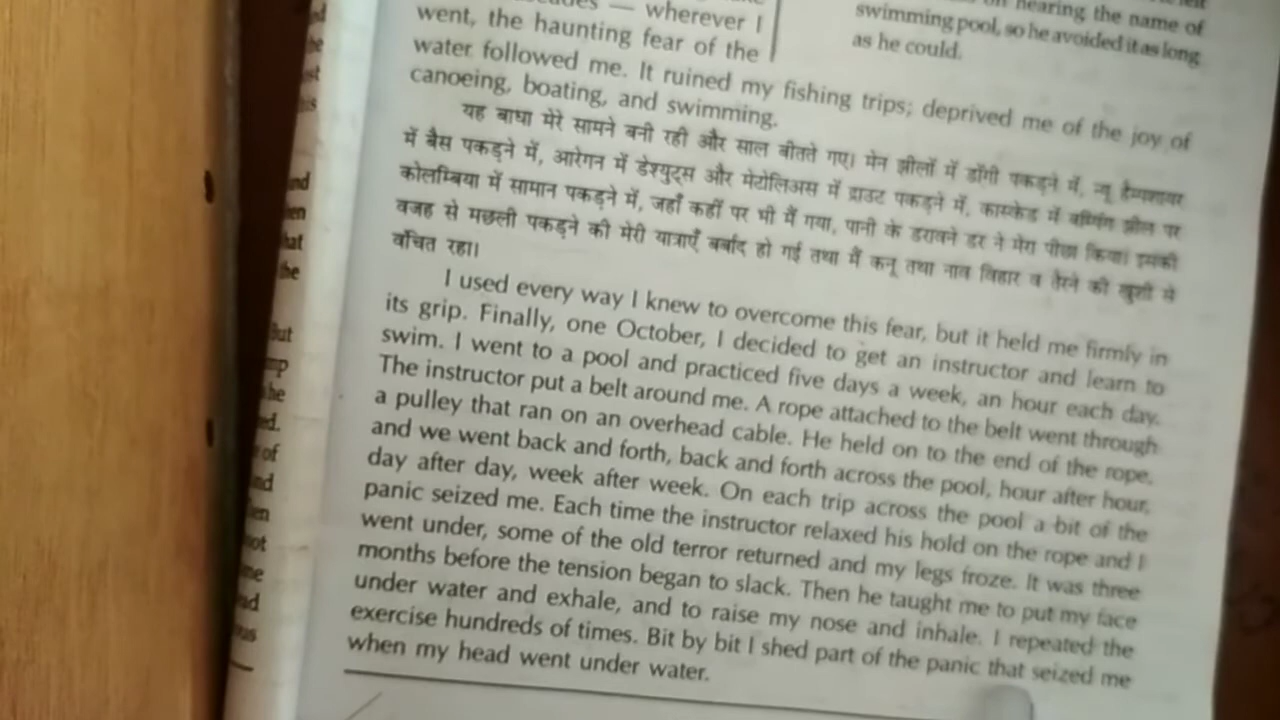 — wherever I
went, the haunting fear of the
water followed me. It ruined my fishing trips; deprived me of the joy of
canoeing, boating, and swimming.
hearing the name of
swimming pool, so he avoided it as long
as he could.
यह बाधा मेरे सामने बनी रही और साल बीतते गए। मेन झीलों में डोंगी पकड़ने में, न्यू हैम्पशायर
में बैस पकड़ने में, आरेगन में डेश्युट्स और मेटोलिअस में ट्राउट पकड़ने में, कास्केड में वम्पिंग झील पर
कोलम्बिया में सामान पकड़ने में, जहाँ कहीं पर भी मैं गया, पानी के डरावने डर ने मेरा पीछा किया। इसकी
वजह से मछली पकड़ने की मेरी यात्राएँ बर्बाद हो गई तथा मैं कनू तथा नाव विहार व तैरने की खुशी से
वंचित रहा।
I used every way I knew to overcome this fear, but it held me firmly in
its grip. Finally, one October, I decided to get an instructor and learn to
swim. I went to a pool and practiced five days a week, an hour each day.
The instructor put a belt around me. A rope attached to the belt went through
a pulley that ran on an overhead cable. He held on to the end of the rope,
and we went back and forth, back and forth across the pool, hour after hour,
day after day, week after week. On each trip across the pool a bit of the
panic seized me. Each time the instructor relaxed his hold on the rope and I
went under, some of the old terror returned and my legs froze. It was three
months before the tension began to slack. Then he taught me to put my face
under water and exhale, and to raise my nose and inhale. I repeated the
exercise hundreds of times. Bit by bit I shed part of the panic that seized me
when my head went under water.